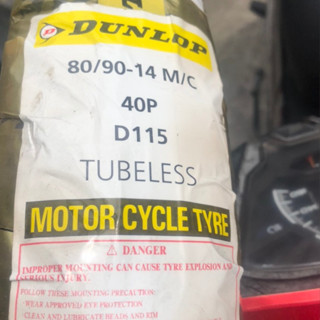 DUNLOP
80/90-14 M/C
40P
D115
TUBELESS
MOTOR CYCLE TYRE
DANGER
IMPROPER MOUNTING CAN CAUSE TYRE EXPLOSION AND
SERIOUS INJURY.
FOLLOW THESE MOUNTING PRECAUTION:
WEAR APPROVED EYE PROTECTION
CLEAN AND LUBRICATE BEADS AND RIM